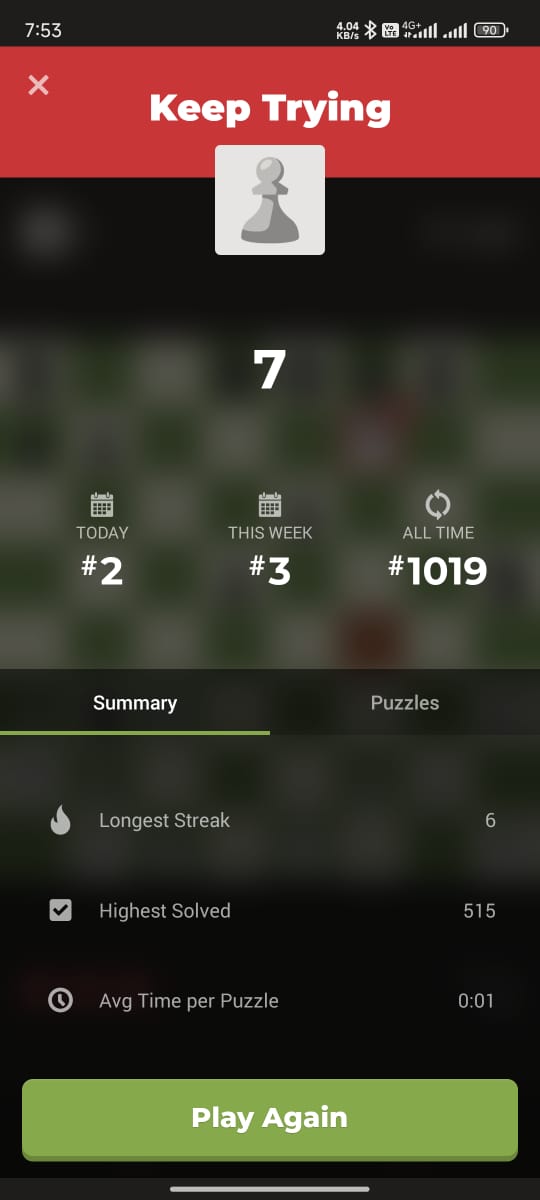 7:53
4.04 KB/s Vo LTE 4G+ 90
Keep Trying
7
TODAY THIS WEEK ALL TIME
#2 #3 #1019
Summary Puzzles
Longest Streak 6
Highest Solved 515
Avg Time per Puzzle 0:01
Play Again